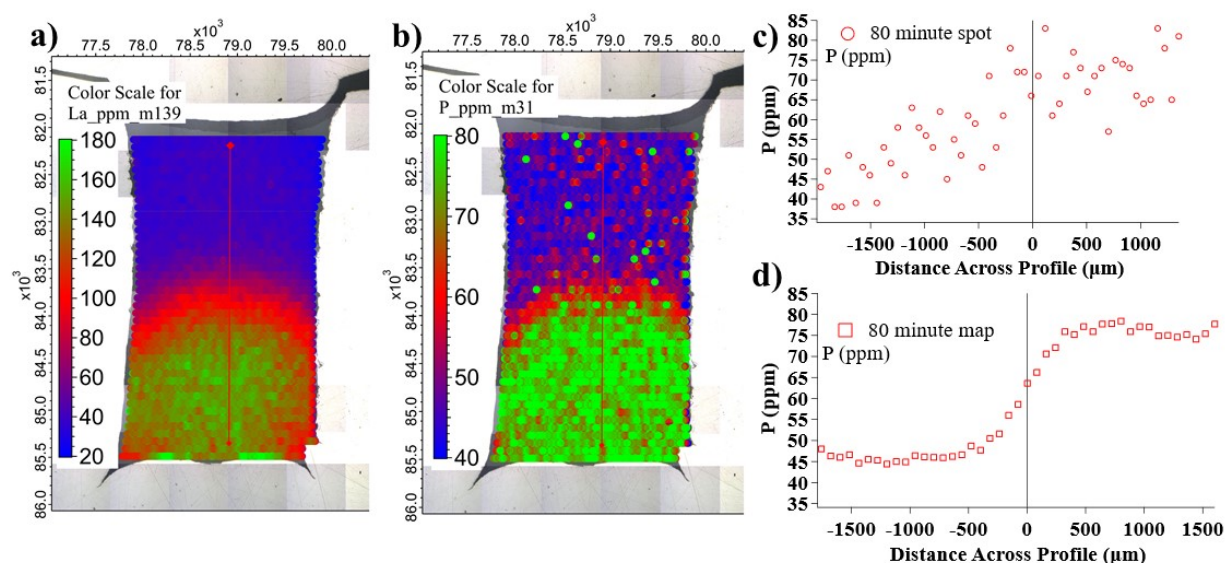 a)
x10³
77.5 78.0 78.5 79.0 79.5 80.0
x10³
81.5
82.0
82.5
83.0
83.5
84.0
84.5
85.0
85.5
86.0
Color Scale for
La_ppm_m139
180
160
140
120
100
80
60
40
20
b)
x10³
77.5 78.0 78.5 79.0 79.5 80.0
x10³
81.5
82.0
82.5
83.0
83.5
84.0
84.5
85.0
85.5
86.0
Color Scale for
P_ppm_m31
80
70
60
50
40
c)
P (ppm)
85
80
75
70
65
60
55
50
45
40
35
80 minute spot
P (ppm)
-1500 -1000 -500 0 500 1000
Distance Across Profile (µm)
d)
P (ppm)
85
80
75
70
65
60
55
50
45
40
35
80 minute map
P (ppm)
-1500 -1000 -500 0 500 1000 1500
Distance Across Profile (µm)